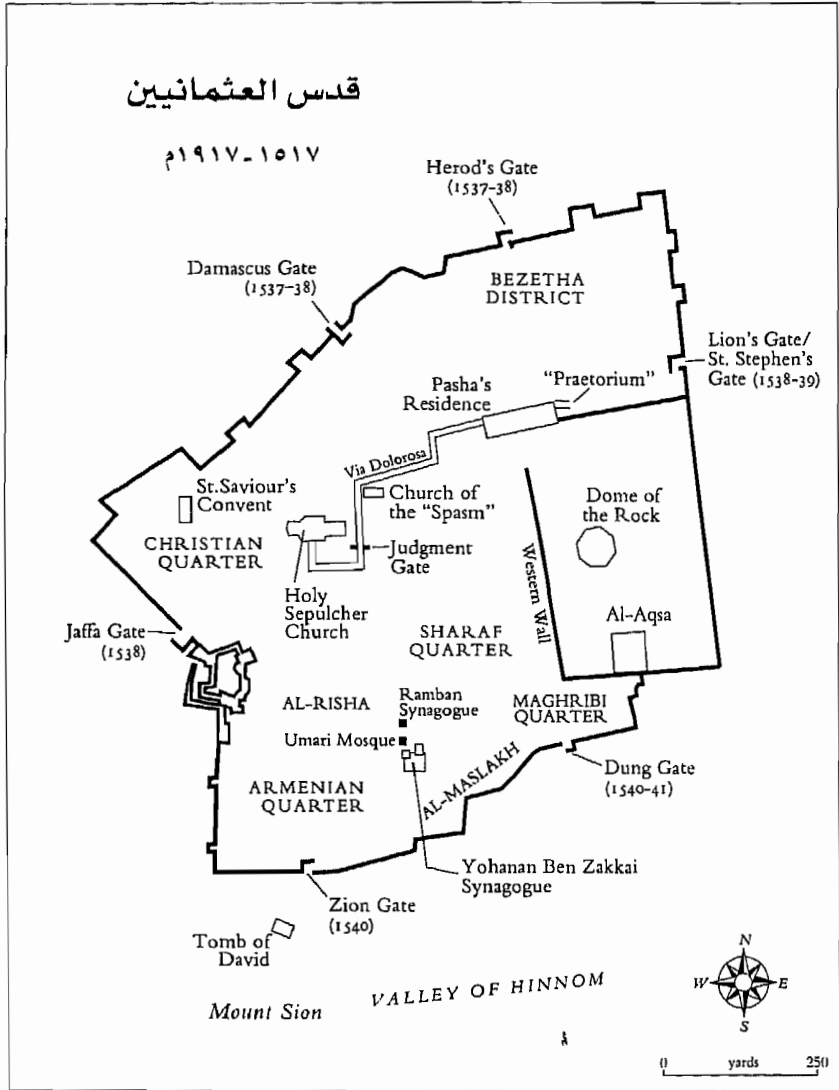 قدس العثمانيين
١٥١٧-١٩١٧م
Herod's Gate
(1537-38)
Damascus Gate
(1537-38)
BEZETHA
DISTRICT
Lion's Gate/
St. Stephen's
Gate (1538-39)
Pasha's
Residence
"Praetorium"
Via Dolorosa
St.Saviour's
Convent
Church of
the "Spasm"
Dome of
the Rock
CHRISTIAN
QUARTER
Judgment
Gate
Western Wall
Holy
Sepulcher
Church
Jaffa Gate
(1538)
SHARAF
QUARTER
Al-Aqsa
AL-RISHA
Ramban
Synagogue
MAGHRIBI
QUARTER
Umari Mosque
ARMENIAN
QUARTER
AL-MASLAKH
Dung Gate
(1540-41)
Yohanan Ben Zakkai
Synagogue
Zion Gate
(1540)
Tomb of
David
Mount Sion
VALLEY OF HINNOM
N
W
E
S
0 yards 250